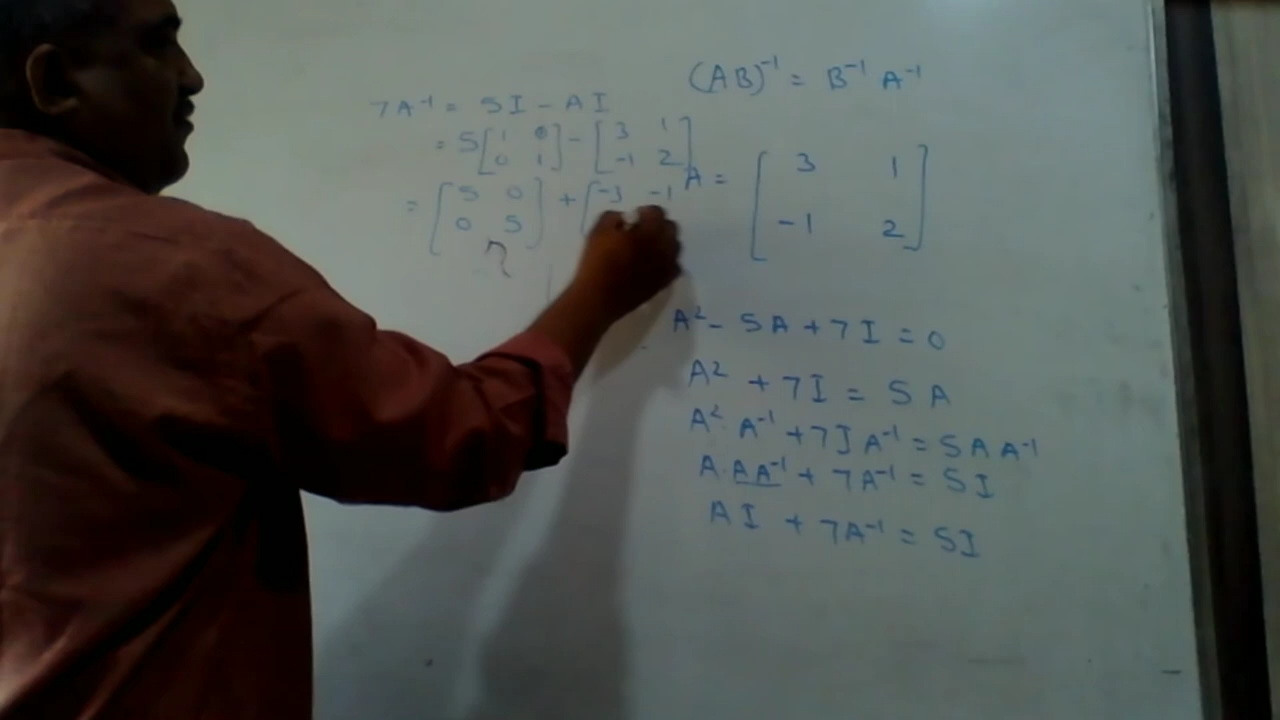 (AB)⁻¹ = B⁻¹ A⁻¹
7A⁻¹ = 5I - AI
= 5[1 0
0 1] - [3 1
-1 2]
= [5 0
0 5] + [-3 -1
A = [3 1
-1 2]
A² - 5A + 7I = 0
A² + 7I = 5A
A² A⁻¹ + 7I A⁻¹ = 5A A⁻¹
A. AA⁻¹ + 7A⁻¹ = 5I
AI + 7A⁻¹ = 5I